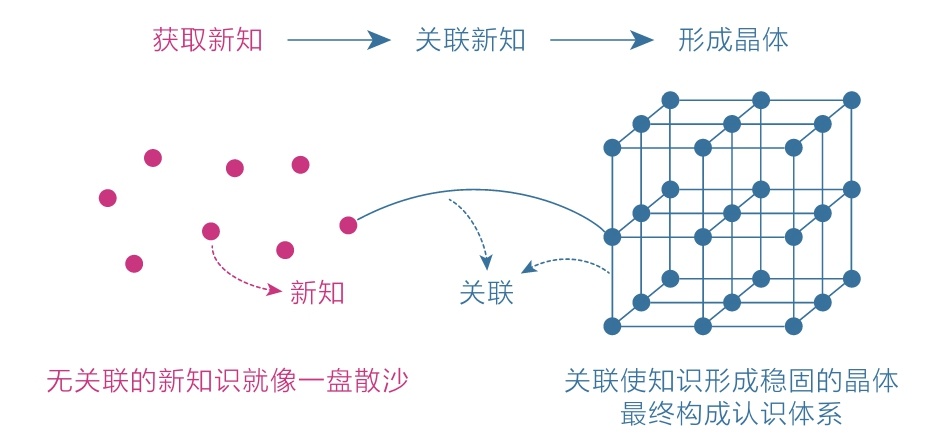 获取新知
关联新知
形成晶体
新知
关联
无关联的新知识就像一盘散沙
关联使知识形成稳固的晶体
最终构成认识体系